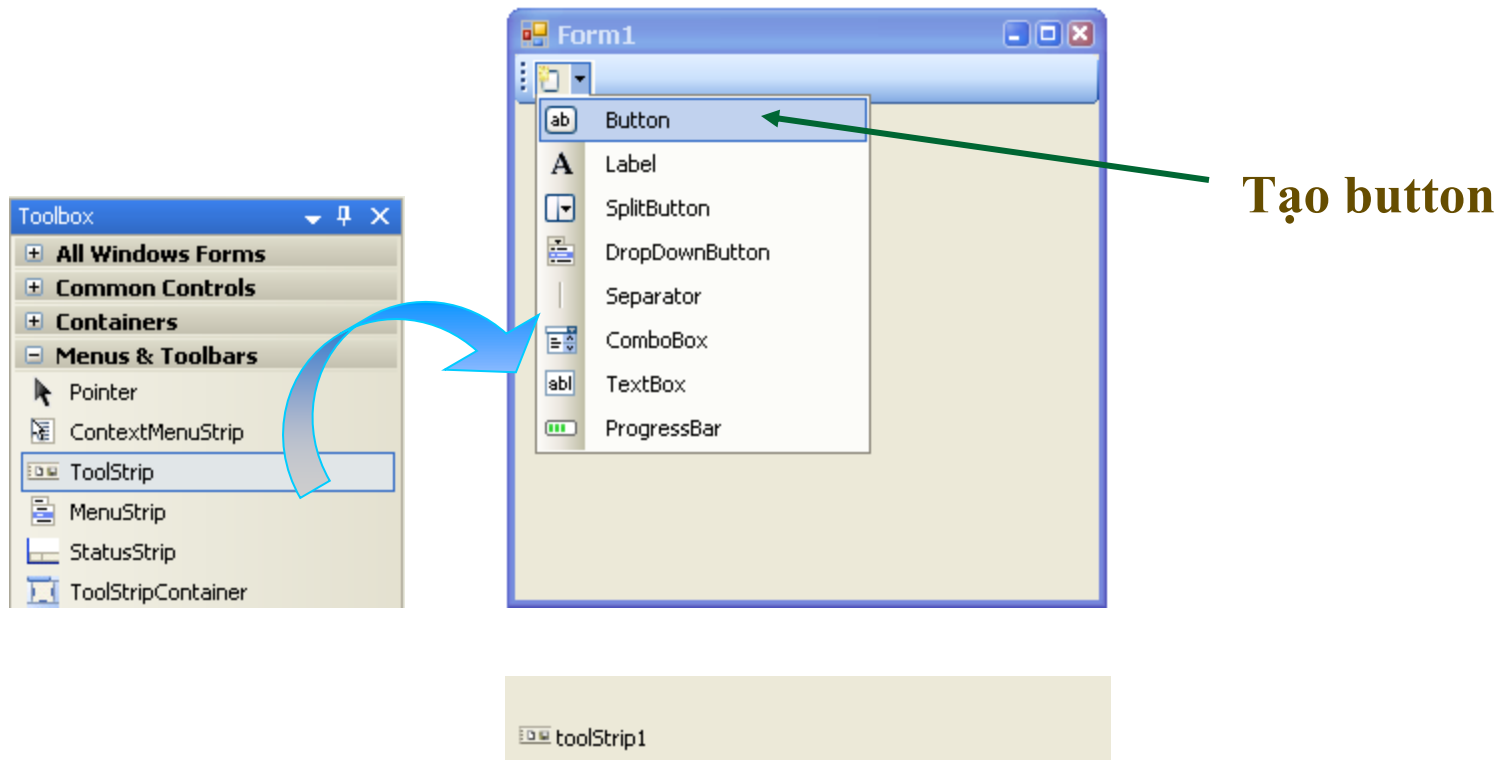 Form1
Button
Label
SplitButton
DropDownButton
Separator
ComboBox
TextBox
ProgressBar
Tạo button
Toolbox
All Windows Forms
Common Controls
Containers
Menus & Toolbars
Pointer
ContextMenuStrip
ToolStrip
MenuStrip
StatusStrip
ToolStripContainer
toolStrip1